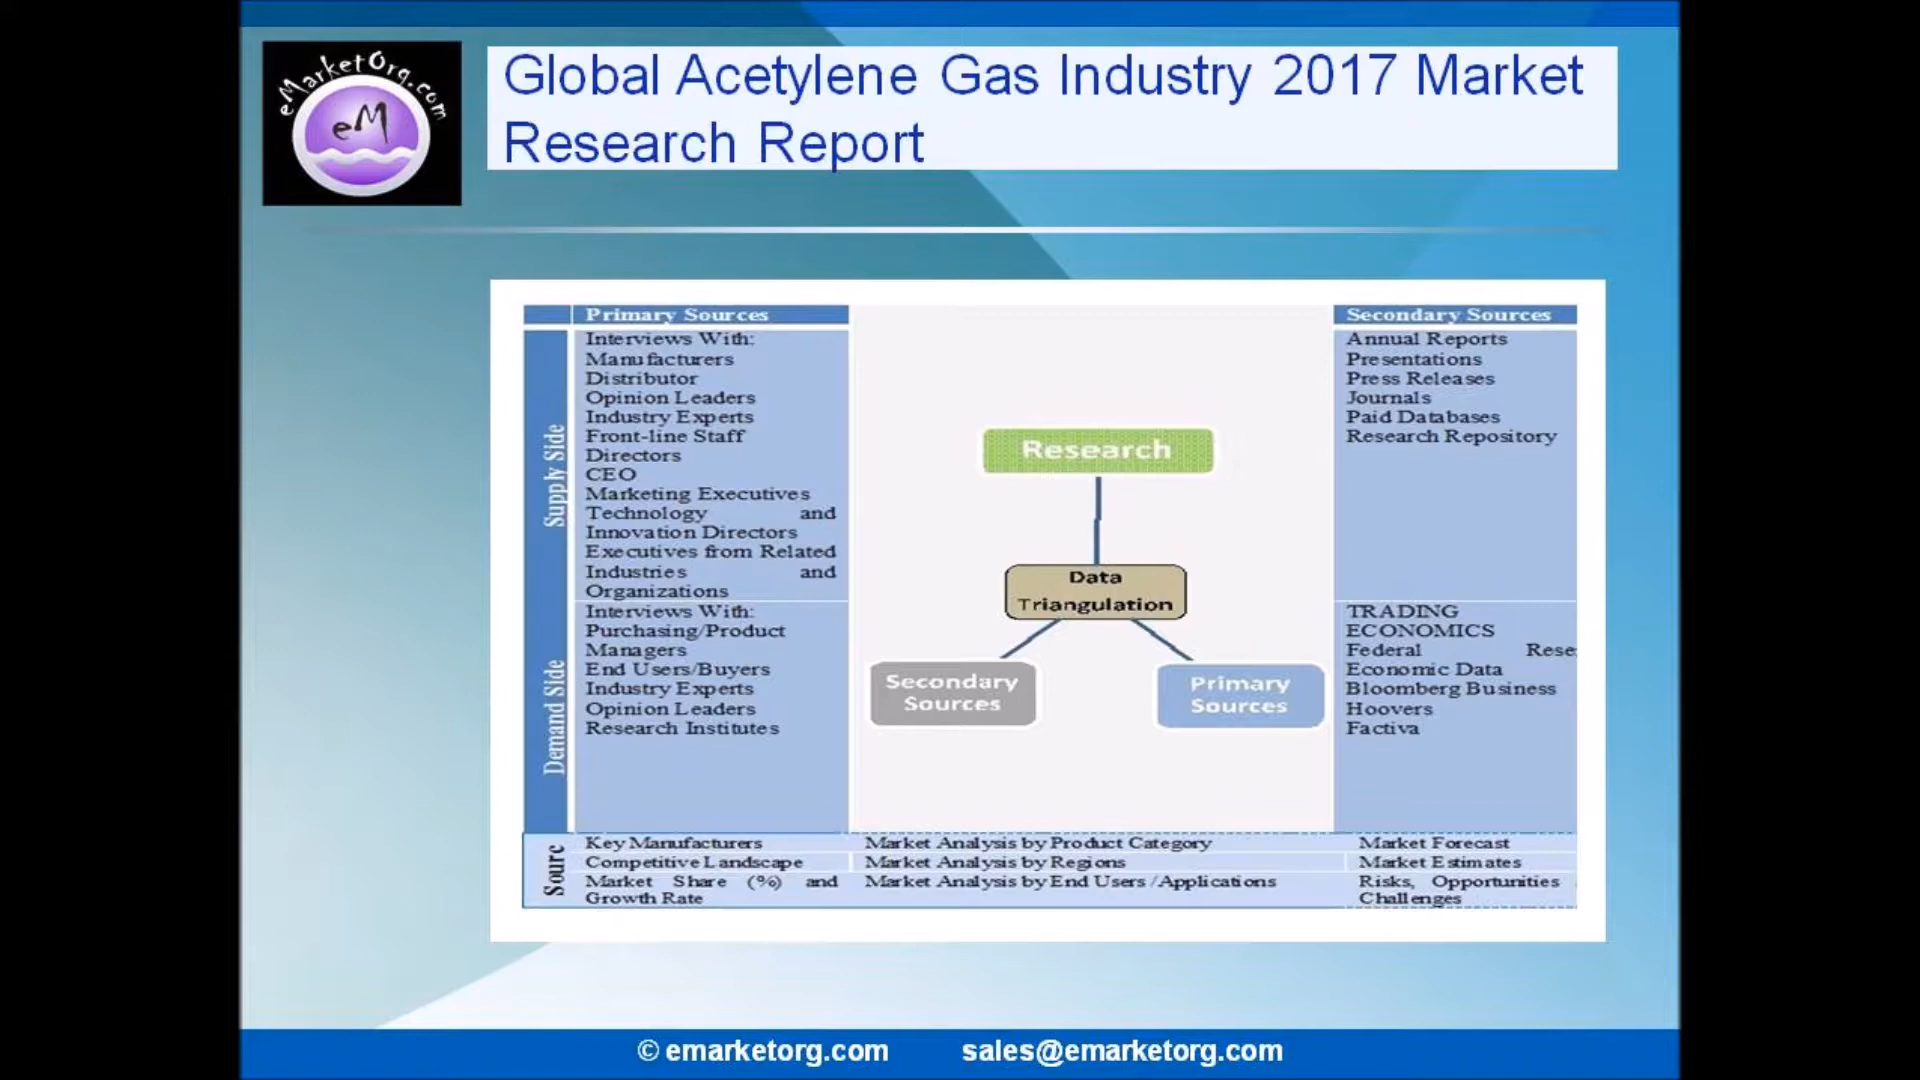 eMarketOrg.com
eM
Global Acetylene Gas Industry 2017 Market
Research Report
Primary Sources
Supply Side
Interviews With:
Manufacturers
Distributor
Opinion Leaders
Industry Experts
Front-line Staff
Directors
CEO
Marketing Executives
Technology and
Innovation Directors
Executives from Related
Industries and
Organizations
Demand Side
Interviews With:
Purchasing/Product
Managers
End Users/Buyers
Industry Experts
Opinion Leaders
Research Institutes
Research
Data
Triangulation
Secondary
Sources
Primary
Sources
Secondary Sources
Annual Reports
Presentations
Press Releases
Journals
Paid Databases
Research Repository
TRADING
ECONOMICS
Federal Rese
Economic Data
Bloomberg Business
Hoovers
Factiva
Sourc
Key Manufacturers
Competitive Landscape
Market Share (%) and
Growth Rate
Market Analysis by Product Category
Market Analysis by Regions
Market Analysis by End Users /Applications
Market Forecast
Market Estimates
Risks, Opportunities
Challenges
© emarketorg.com sales@emarketorg.com